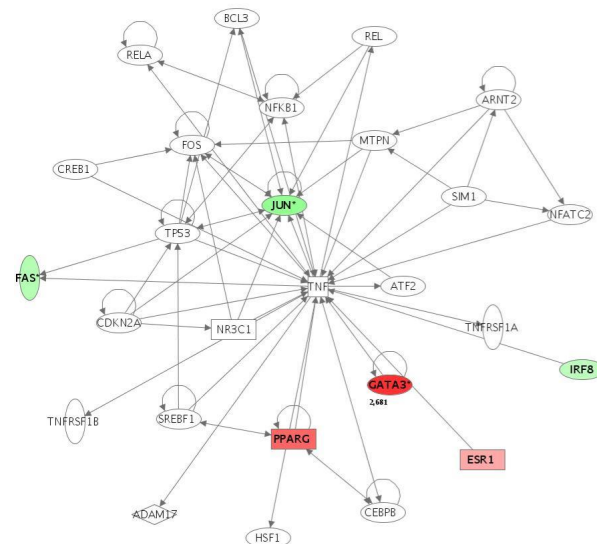 BCL3
REL
RELA
ARNT2
NFKB1
FOS
MTPN
CREB1
SIM1
JUN*
NFATC2
TP53
FAS*
TNF
ATF2
CDKN2A
NR3C1
TNFRSF1A
IRF8
GATA3*
2,681
TNFRSF1B
SREBF1
PPARG
ESR1
ADAM17
CEBPB
HSF1